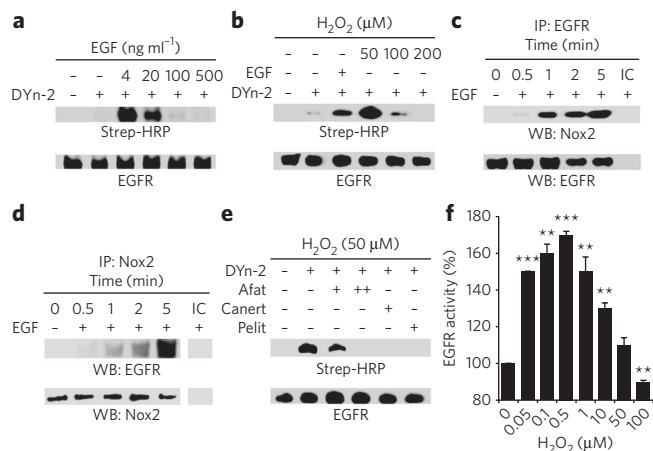 a
EGF (ng ml⁻¹)
– – 4 20 100 500
DYn-2 – + + + + +
Strep-HRP
EGFR
b
H₂O₂ (μM)
– – – 50 100 200
EGF – – + – – –
DYn-2 – + + + + +
Strep-HRP
EGFR
c
IP: EGFR
Time (min)
0 0.5 1 2 5 IC
EGF – + + + + +
WB: Nox2
WB: EGFR
d
IP: Nox2
Time (min)
0 0.5 1 2 5 IC
EGF – + + + + +
WB: EGFR
WB: Nox2
e
H₂O₂ (50 μM)
DYn-2 – + + + + +
Afat – – + ++ – –
Canert – – – – + –
Pelit – – – – – +
Strep-HRP
EGFR
f
EGFR activity (%)
180
160
140
120
100
80
*** ** *** ** ** **
0 0.05 0.1 0.5 1 10 50 100
H₂O₂ (μM)